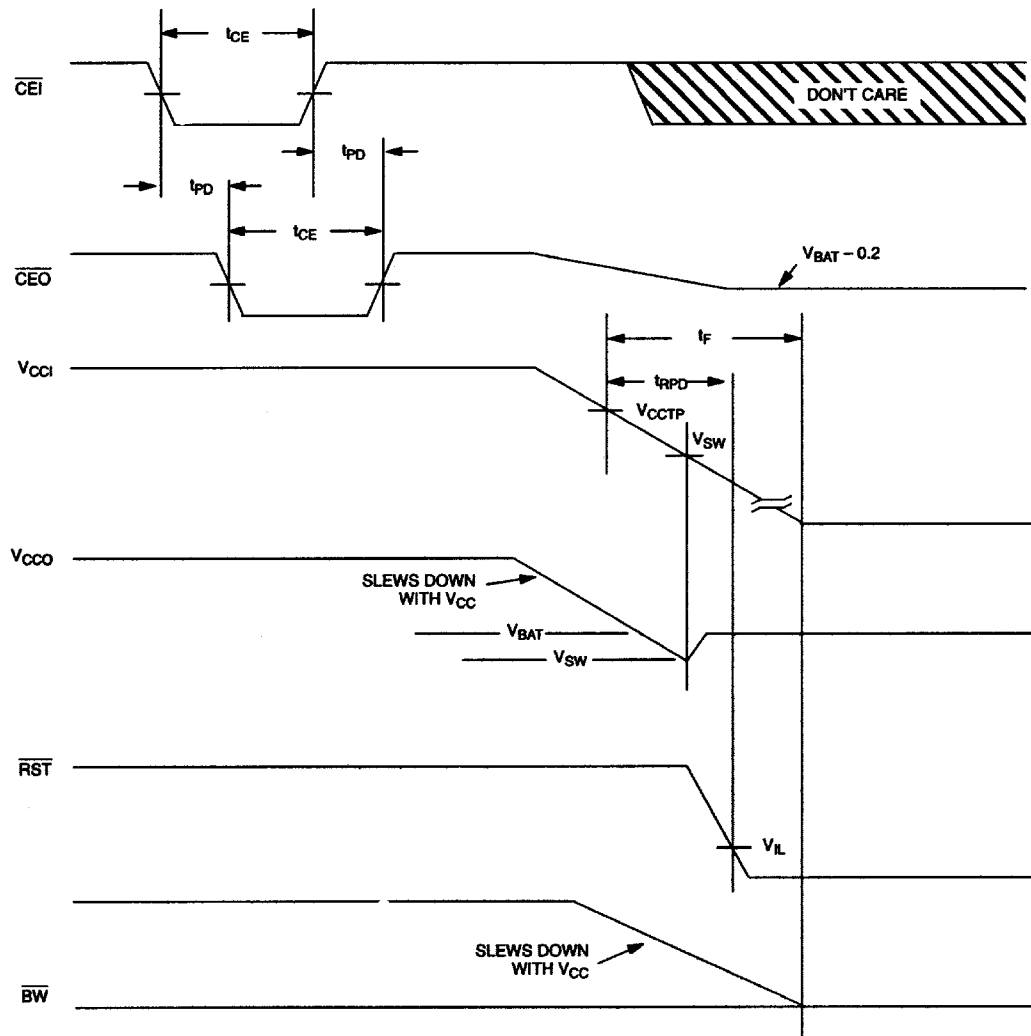 tCE
CEI
DON'T CARE
tPD
tPD
tCE
CEO
VBAT – 0.2
tF
VCCI
tRPD
VCCTP
VSW
VCCO
SLEWS DOWN
WITH VCC
VBAT
VSW
RST
VIL
SLEWS DOWN
WITH VCC
BW